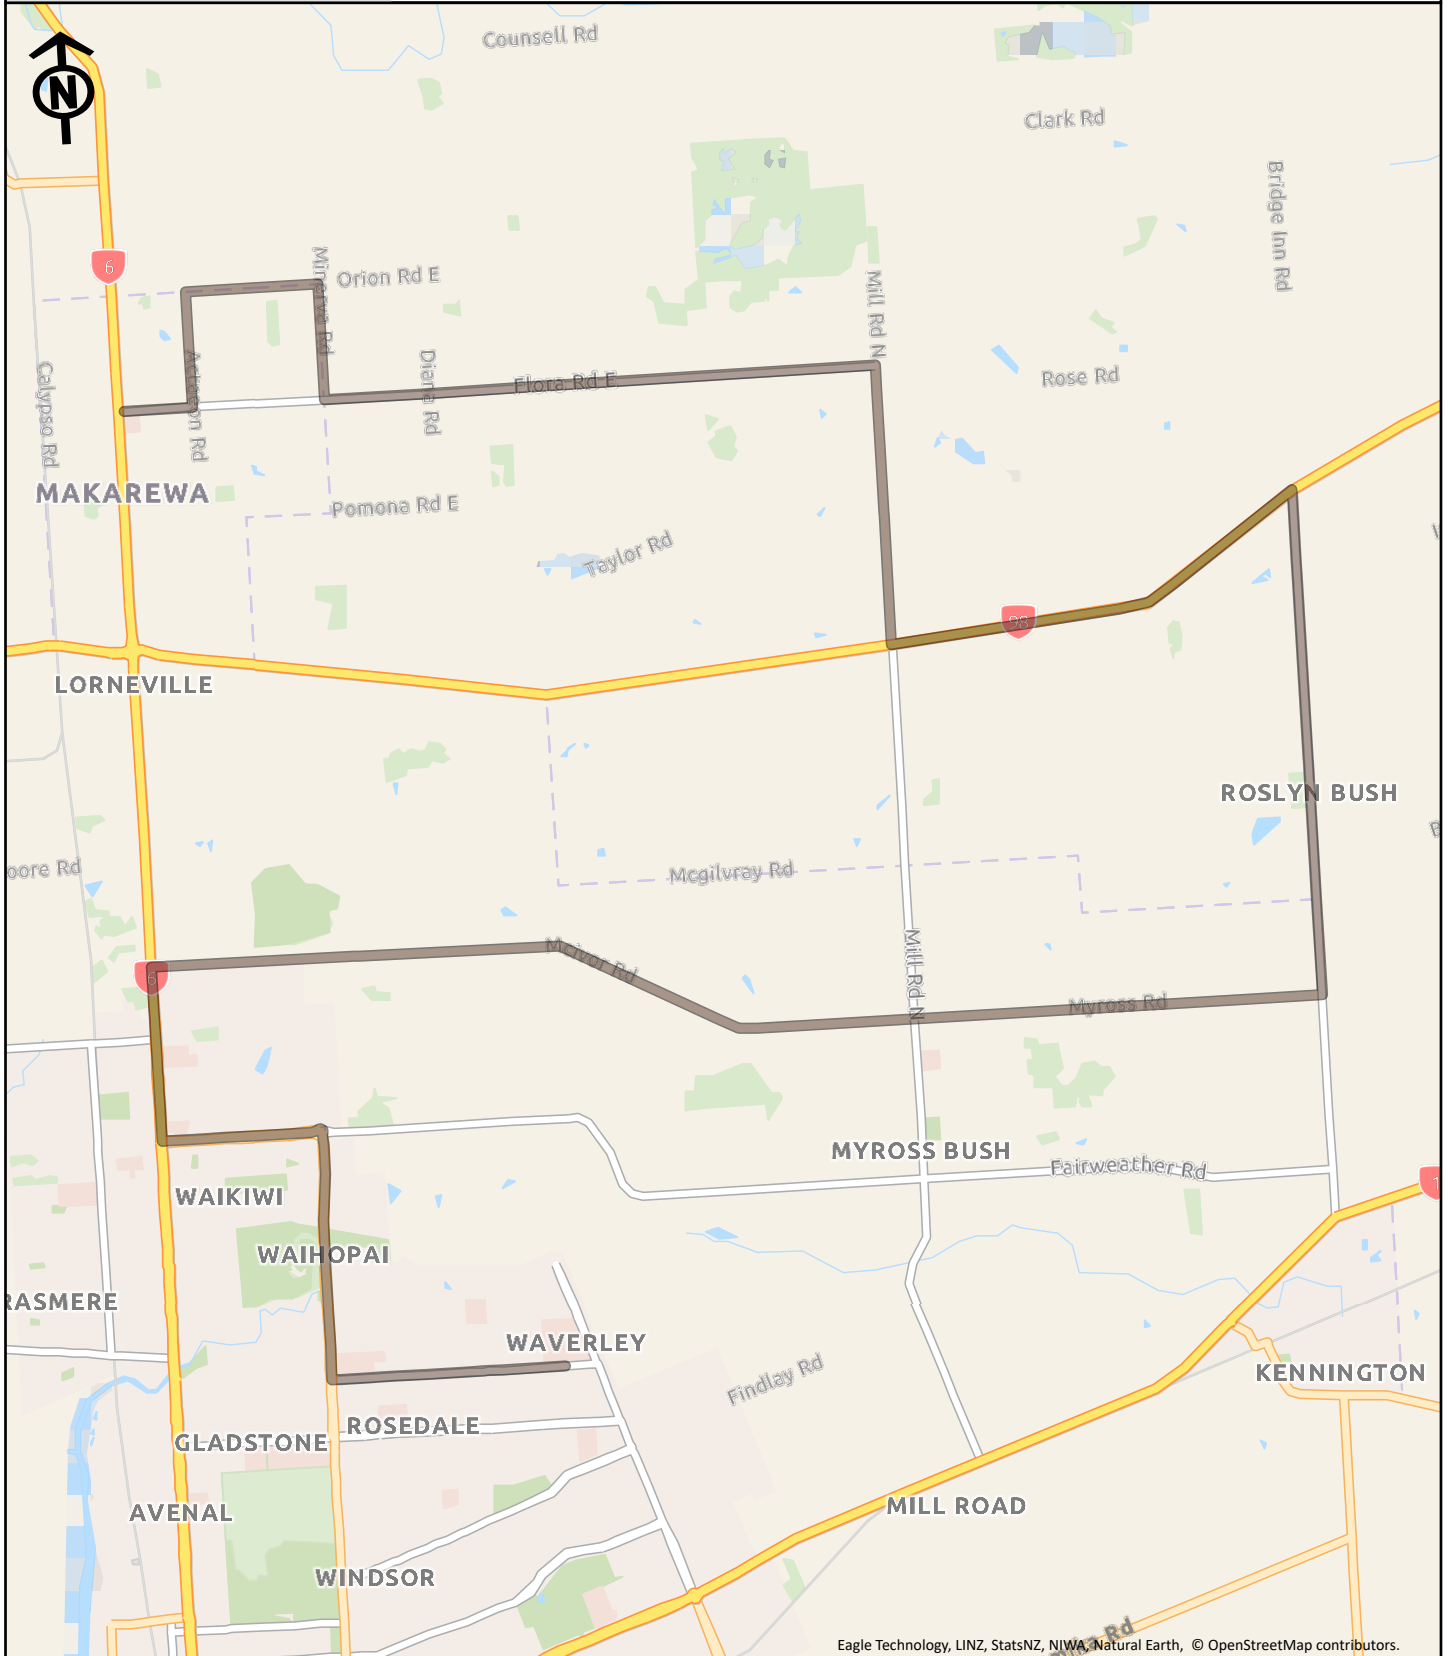 Counsell Rd
N
Clark Rd
Bridge Inn Rd
6
Minerva Rd
Orion Rd E
Mill Rd N
Calypso Rd
Actaeon Rd
Diana Rd
Flora Rd E
Rose Rd
MAKAREWA
Pomona Rd E
Taylor Rd
98
LORNEVILLE
ROSLYN BUSH
oore Rd
Mcgilvray Rd
McIvor Rd
6
Mill Rd N
Myross Rd
MYROSS BUSH
Fairweather Rd
1
WAIKIWI
WAIHOPAI
RASMERE
WAVERLEY
Findlay Rd
KENNINGTON
ROSEDALE
GLADSTONE
AVENAL
MILL ROAD
WINDSOR
Rd
Eagle Technology, LINZ, StatsNZ, NIWA, Natural Earth, © OpenStreetMap contributors.